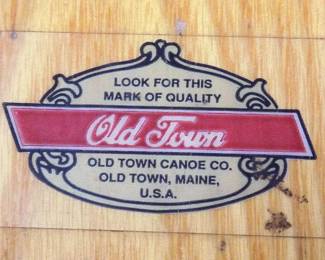 LOOK FOR THIS
MARK OF QUALITY
Old Town
OLD TOWN CANOE CO.
OLD TOWN, MAINE,
U.S.A.